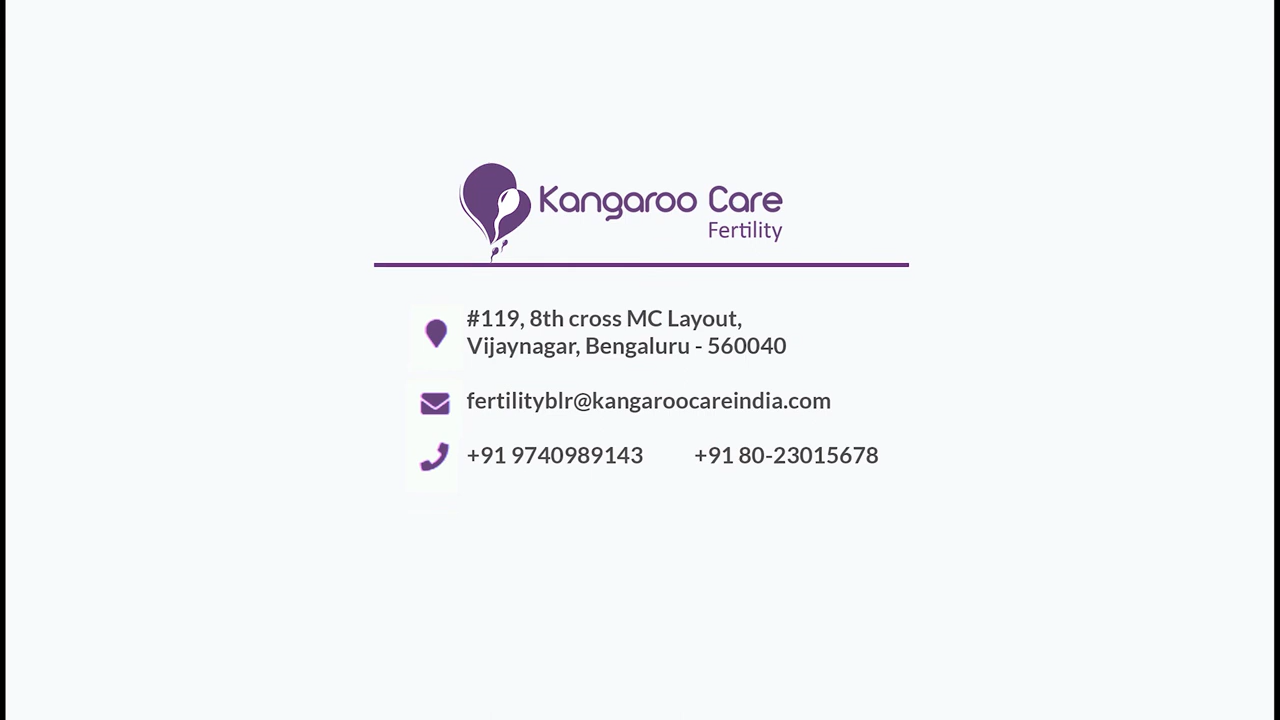 Kangaroo Care
Fertility
#119, 8th cross MC Layout,
Vijaynagar, Bengaluru - 560040
fertilityblr@kangaroocareindia.com
+91 9740989143 +91 80-23015678